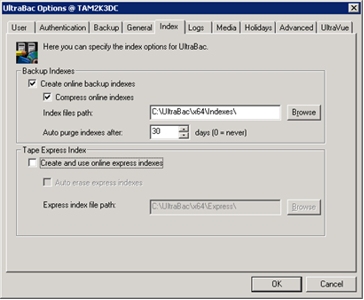 UltraBac Options @ TAM2K3DC
User Authentication Backup General Index Logs Media Holidays Advanced UltraVue
Here you can specify the index options for UltraBac.
Backup Indexes
Create online backup indexes
Compress online indexes
Index files path: C:\UltraBac\x64\Indexes\ Browse
Auto purge indexes after: 30 days (0 = never)
Tape Express Index
Create and use online express indexes
Auto erase express indexes
Express index file path: C:\UltraBac\x64\Express\ Browse
OK Cancel